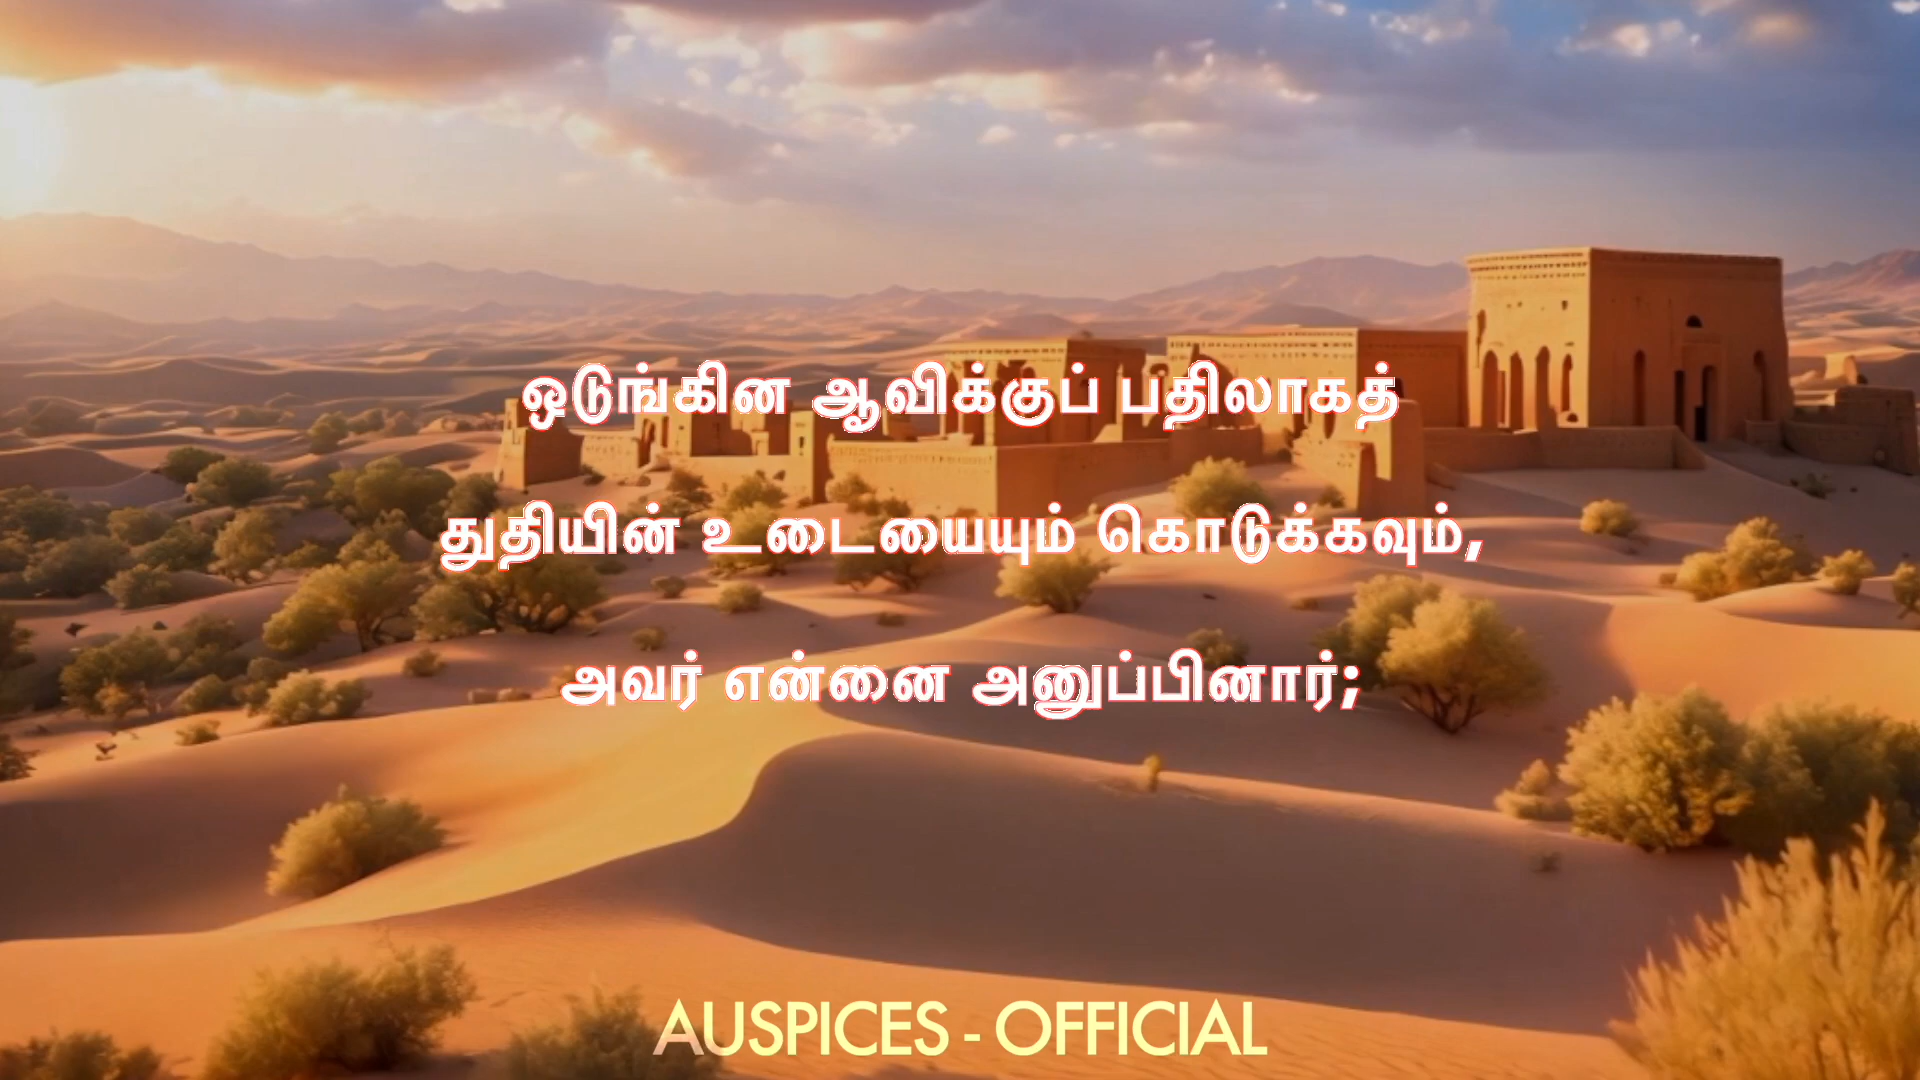 ஒடுங்கின ஆவிக்குப் பதிலாகத்
துதியின் உடையையும் கொடுக்கவும்,
அவர் என்னை அனுப்பினார்;
AUSPICES - OFFICIAL